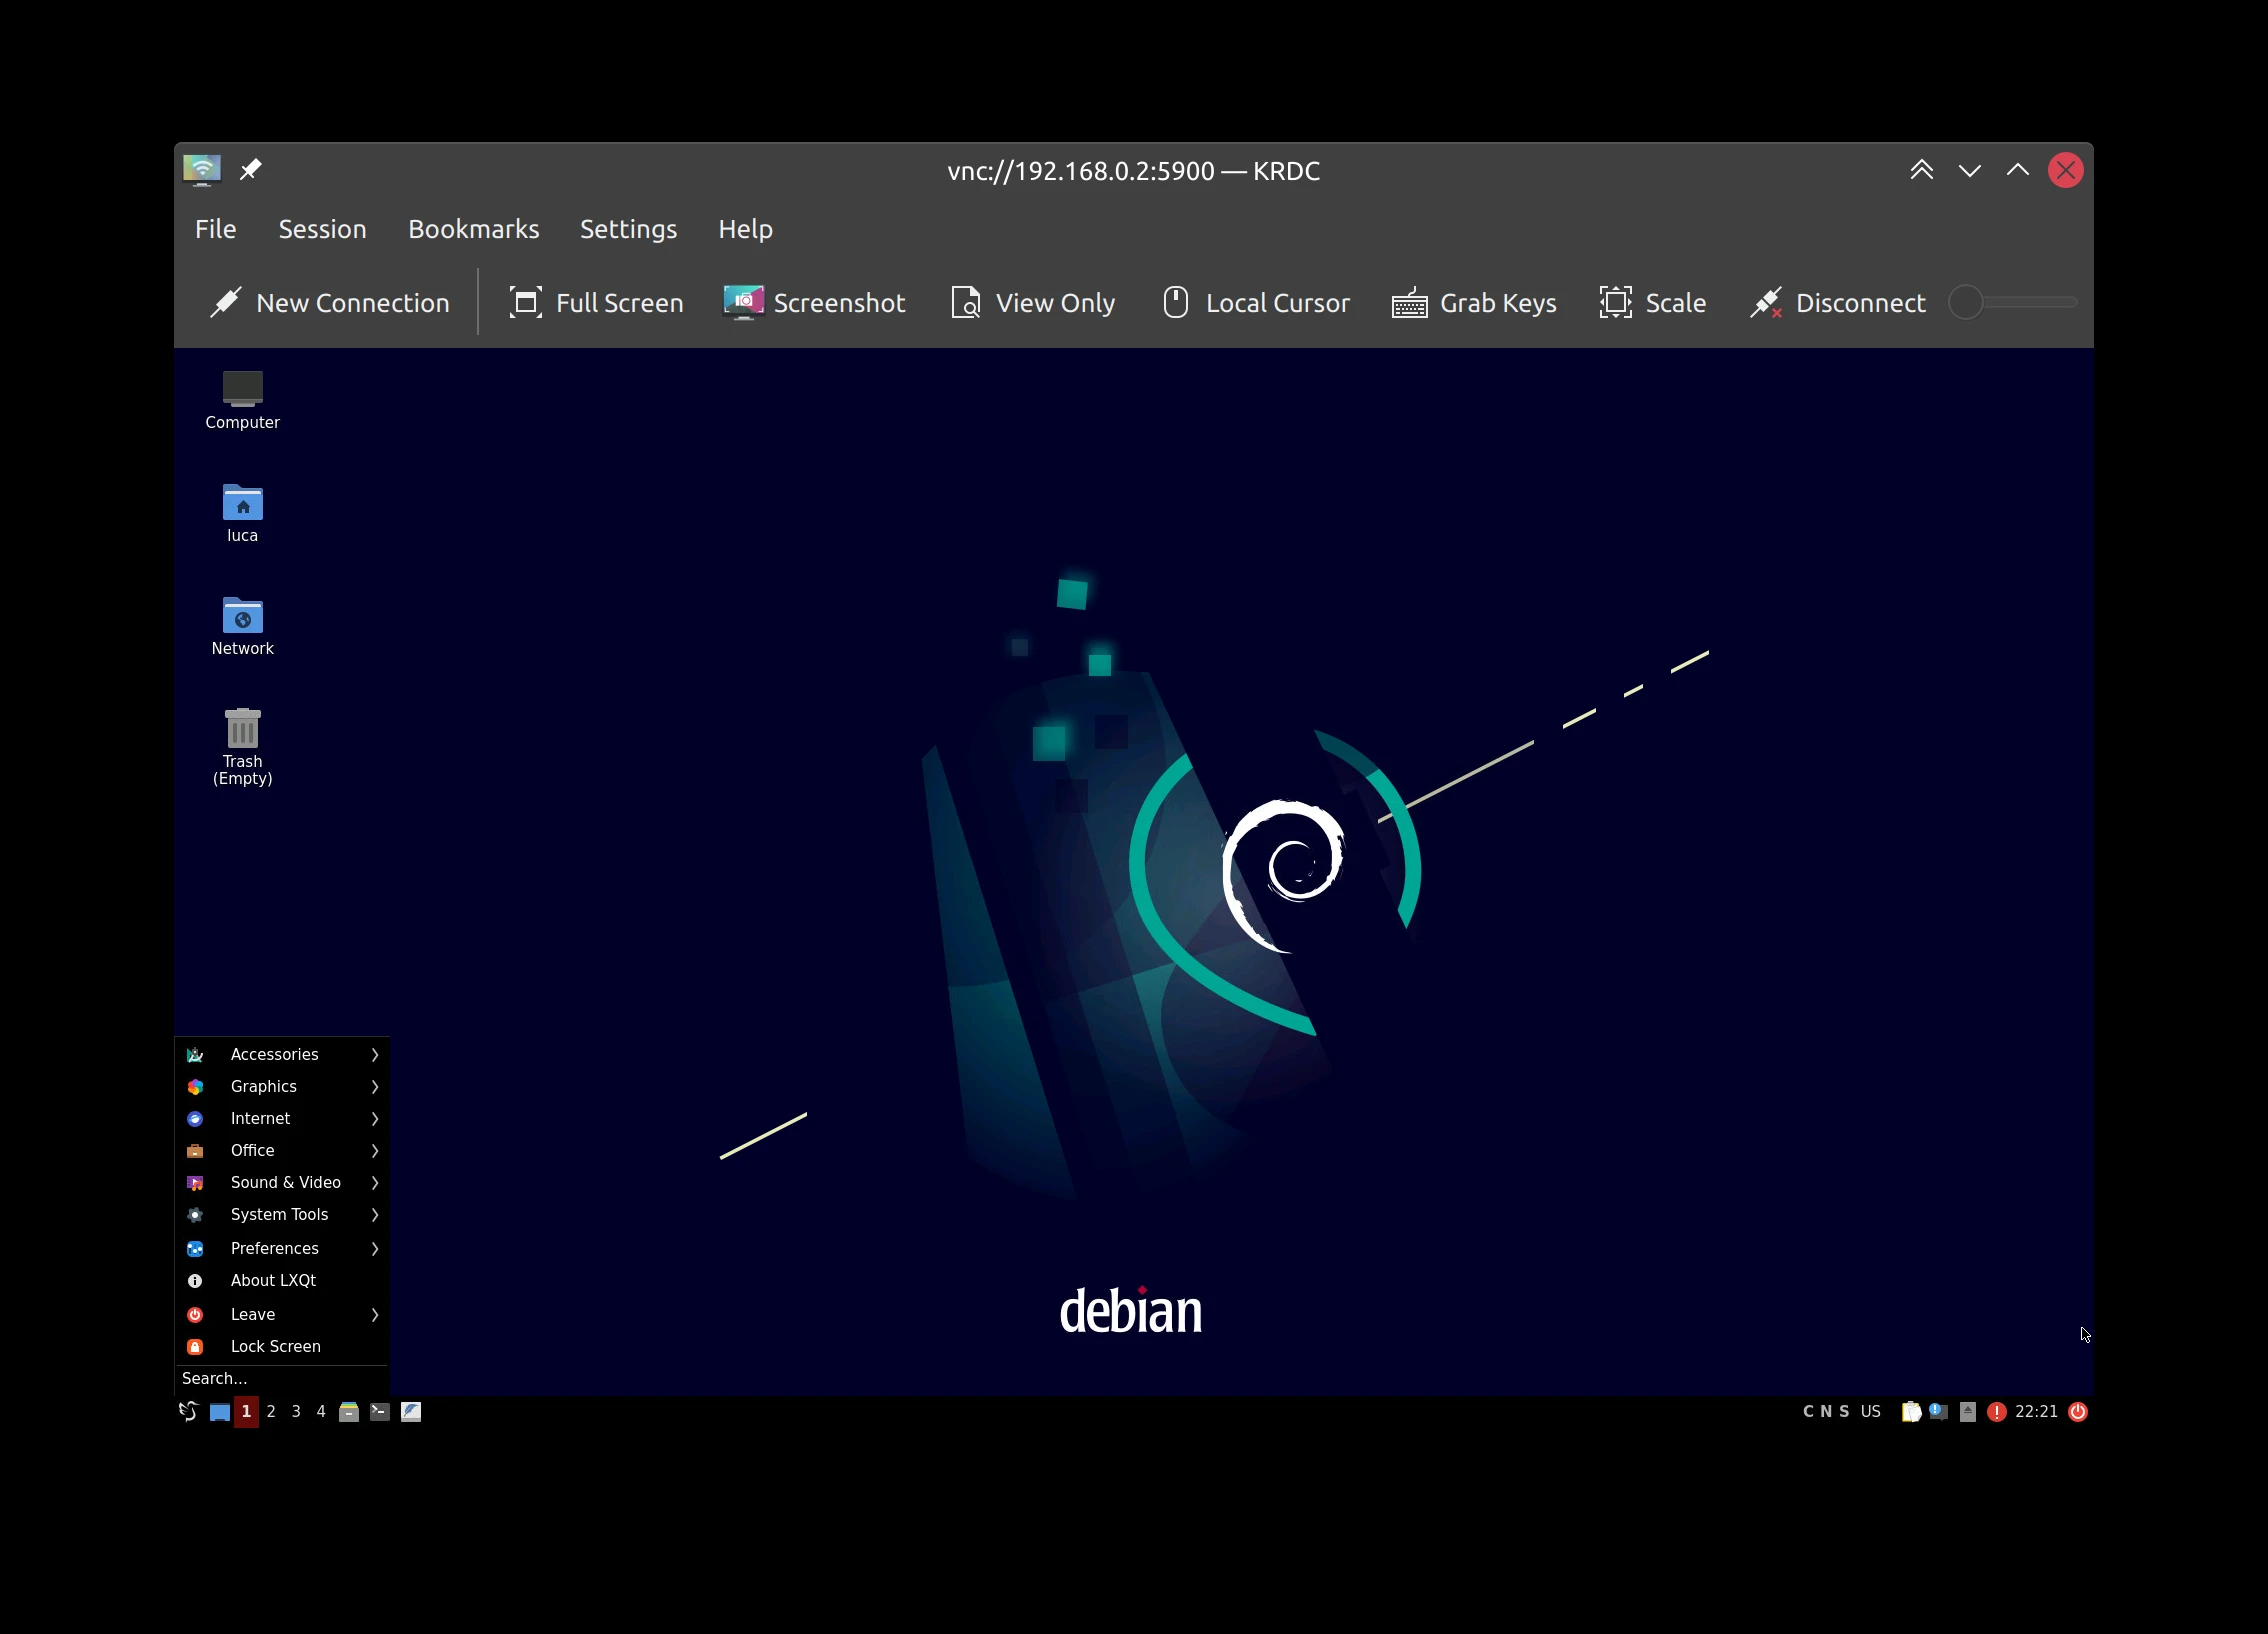 vnc://192.168.0.2:5900 — KRDC
File Session Bookmarks Settings Help
New Connection Full Screen Screenshot View Only Local Cursor Grab Keys Scale Disconnect
Computer
luca
Network
Trash
(Empty)
debian
Accessories
Graphics
Internet
Office
Sound & Video
System Tools
Preferences
About LXQt
Leave
Lock Screen
Search...
1 2 3 4 C N S US 22:21